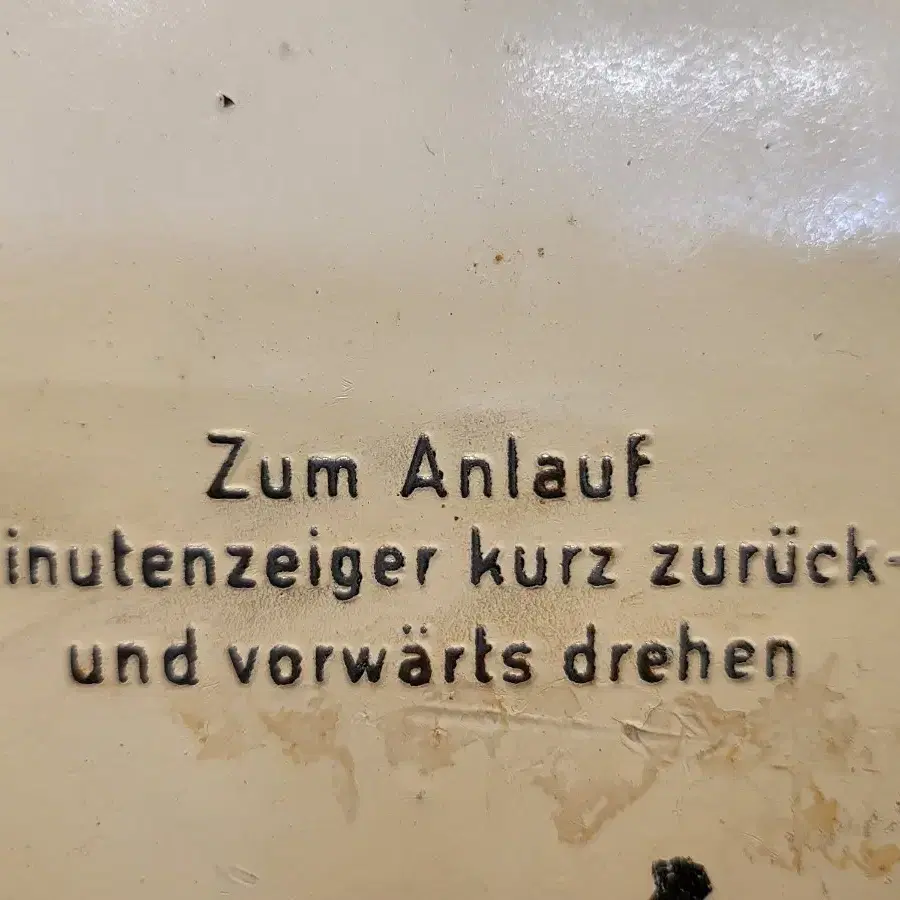 Zum Anlauf
inutenzeiger kurz zurück-
und vorwärts drehen